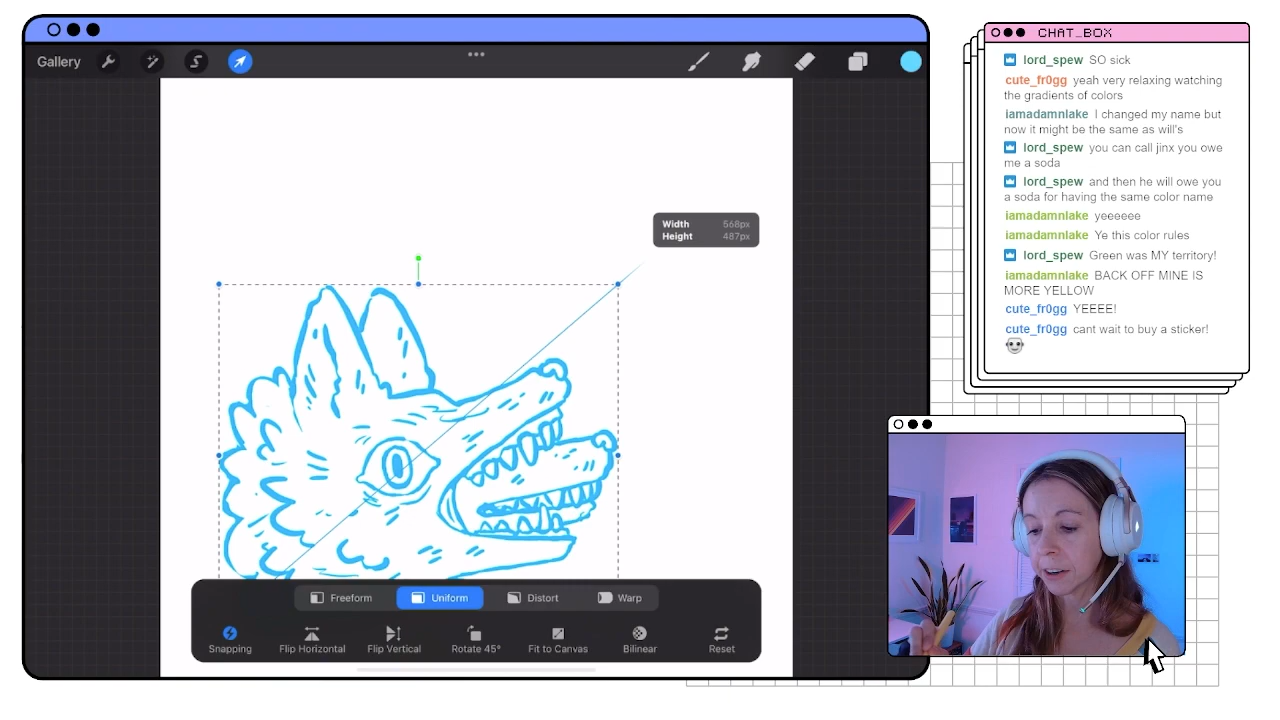 Gallery
Width 568px
Height 487px
Freeform Uniform Distort Warp
Snapping Flip Horizontal Flip Vertical Rotate 45° Fit to Canvas Bilinear Reset
CHAT_BOX
lord_spew SO sick
cute_fr0gg yeah very relaxing watching
the gradients of colors
iamadamnlake I changed my name but
now it might be the same as will's
lord_spew you can call jinx you owe
me a soda
lord_spew and then he will owe you
a soda for having the same color name
iamadamnlake yeeeeee
iamadamnlake Ye this color rules
lord_spew Green was MY territory!
iamadamnlake BACK OFF MINE IS
MORE YELLOW
cute_fr0gg YEEEE!
cute_fr0gg cant wait to buy a sticker!